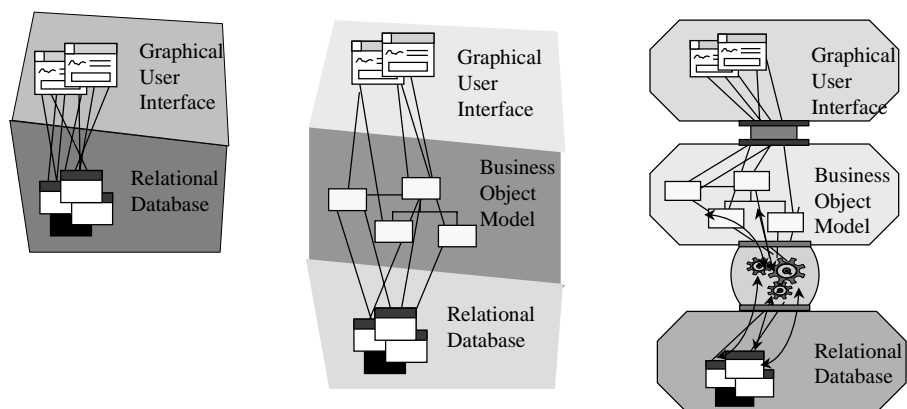 Graphical
User
Interface
Relational
Database
Graphical
User
Interface
Business
Object
Model
Relational
Database
Graphical
User
Interface
Business
Object
Model
Relational
Database